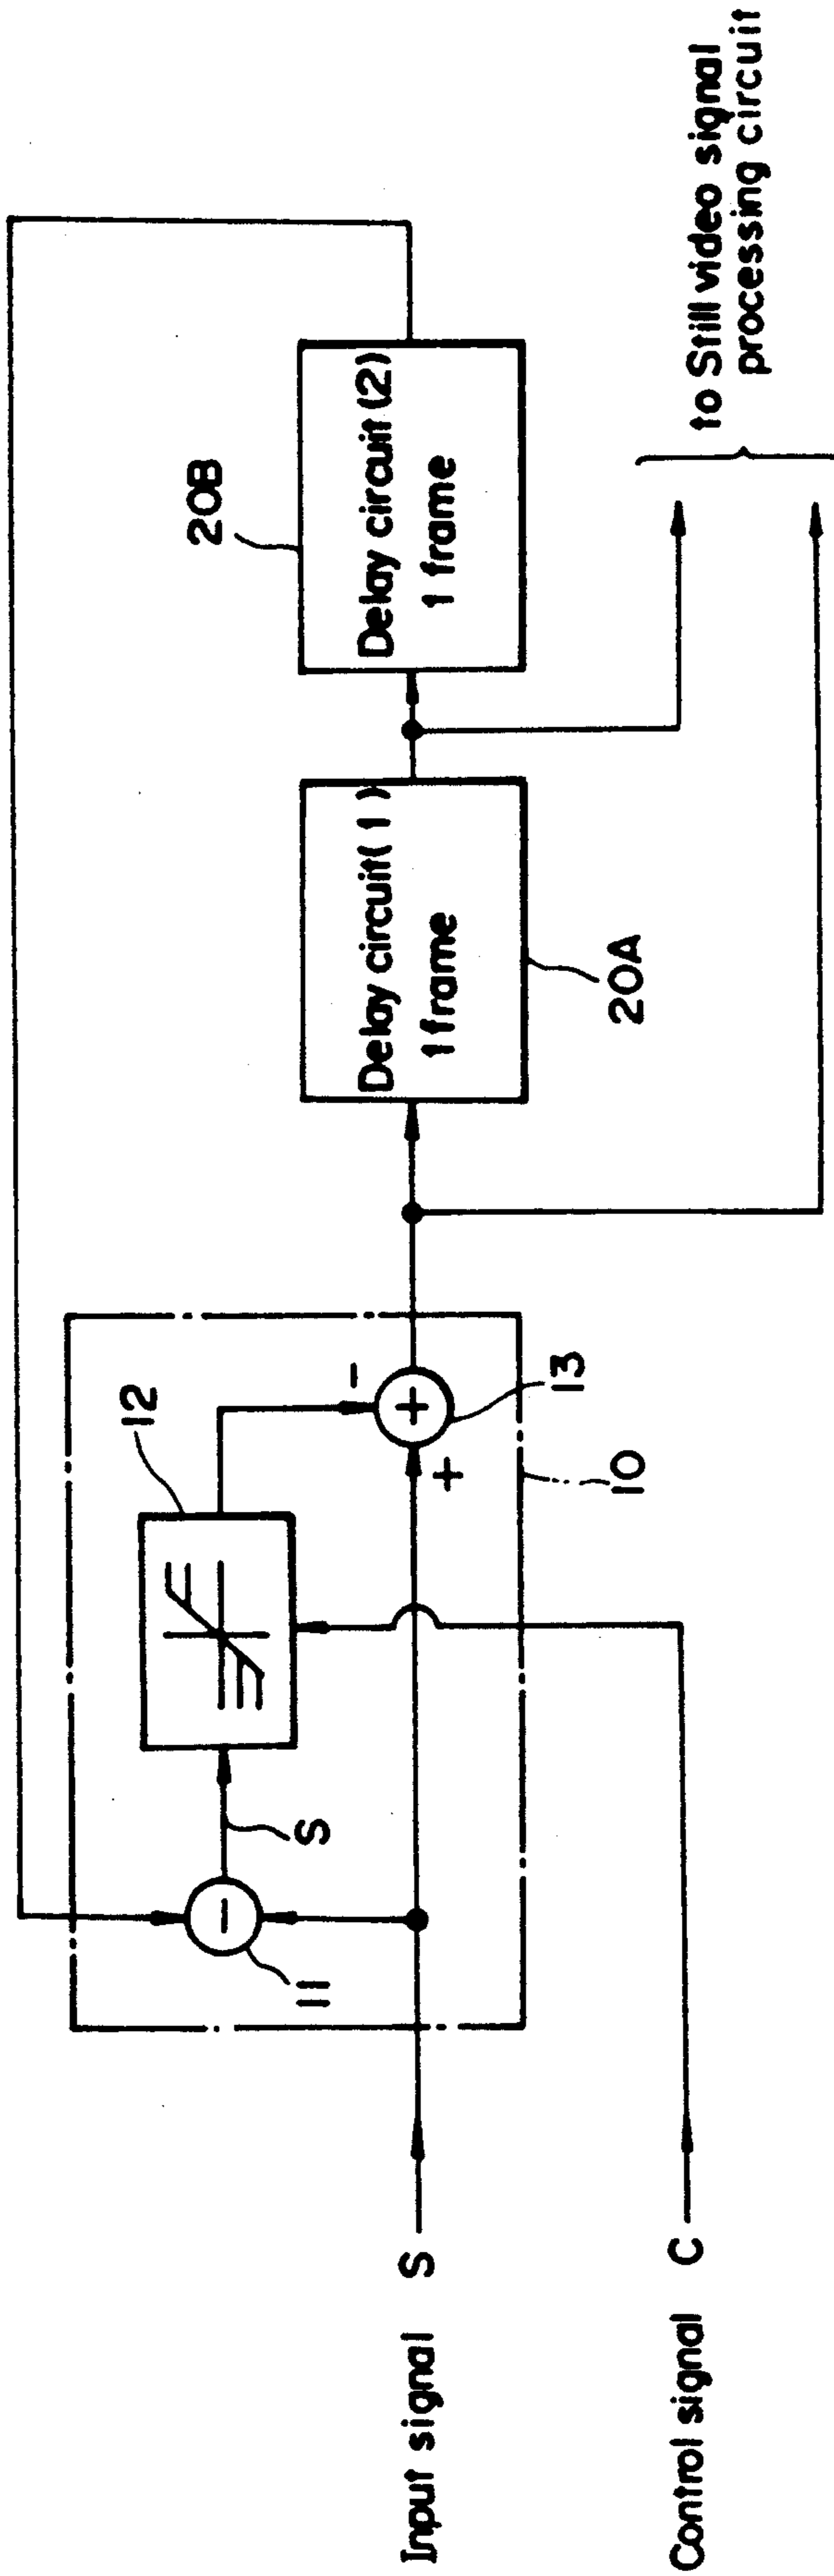 20B
Delay circuit (2)
1 frame
Delay circuit( 1 )
1 frame
20A
to Still video signal
processing circuit
12
-
+
13
+
10
S
-
11
Input signal S
Control signal C